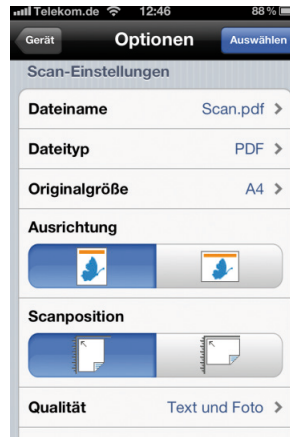 Telekom.de 12:46 88 %
Gerät Optionen Auswählen
Scan-Einstellungen
Dateiname Scan.pdf
Dateityp PDF
Originalgröße A4
Ausrichtung
Scanposition
Qualität Text und Foto